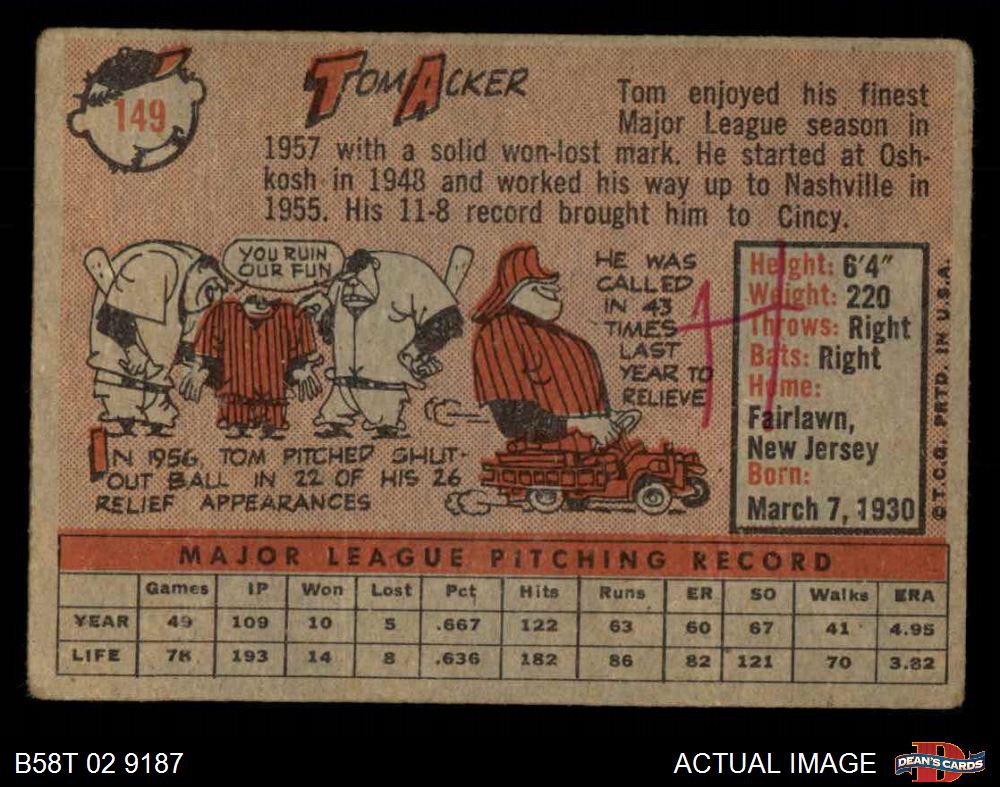 149
TOM ACKER
Tom enjoyed his finest
Major League season in
1957 with a solid won-lost mark. He started at Osh-
kosh in 1948 and worked his way up to Nashville in
1955. His 11-8 record brought him to Cincy.
YOU RUIN
OUR FUN
HE WAS
CALLED
IN 43
TIMES
LAST
YEAR TO
RELIEVE
IN 1956, TOM PITCHED SHUT-
OUT BALL IN 22 OF HIS 26
RELIEF APPEARANCES
Height: 6'4"
Weight: 220
Throws: Right
Bats: Right
Home:
Fairlawn,
New Jersey
Born:
March 7, 1930
©T.C.G. PRTD. IN U.S.A.
MAJOR LEAGUE PITCHING RECORD
Games IP Won Lost Pct Hits Runs ER SO Walks ERA
YEAR 49 109 10 5 .667 122 63 60 67 41 4.95
LIFE 78 193 14 8 .636 182 86 82 121 70 3.82
B58T 02 9187
ACTUAL IMAGE
DEAN'S CARDS